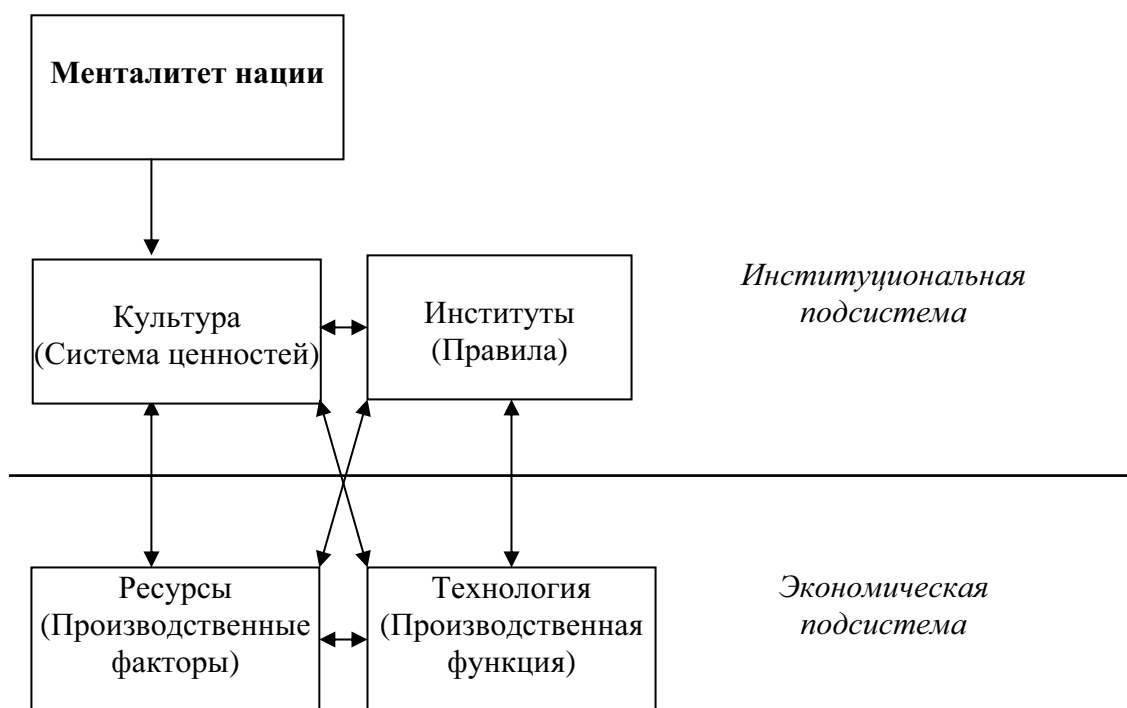 Менталитет нации
Культура
(Система ценностей)
Институты
(Правила)
Институциональная
подсистема
Ресурсы
(Производственные
факторы)
Технология
(Производственная
функция)
Экономическая
подсистема